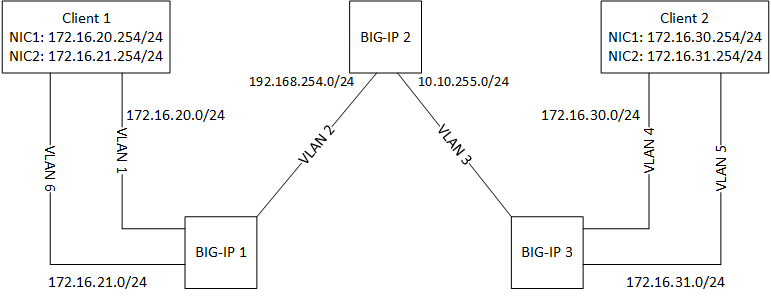 Client 1
NIC1: 172.16.20.254/24
NIC2: 172.16.21.254/24
BIG-IP 2
Client 2
NIC1: 172.16.30.254/24
NIC2: 172.16.31.254/24
192.168.254.0/24
10.10.255.0/24
172.16.20.0/24
172.16.30.0/24
VLAN 6
VLAN 1
VLAN 2
VLAN 3
VLAN 4
VLAN 5
BIG-IP 1
BIG-IP 3
172.16.21.0/24
172.16.31.0/24